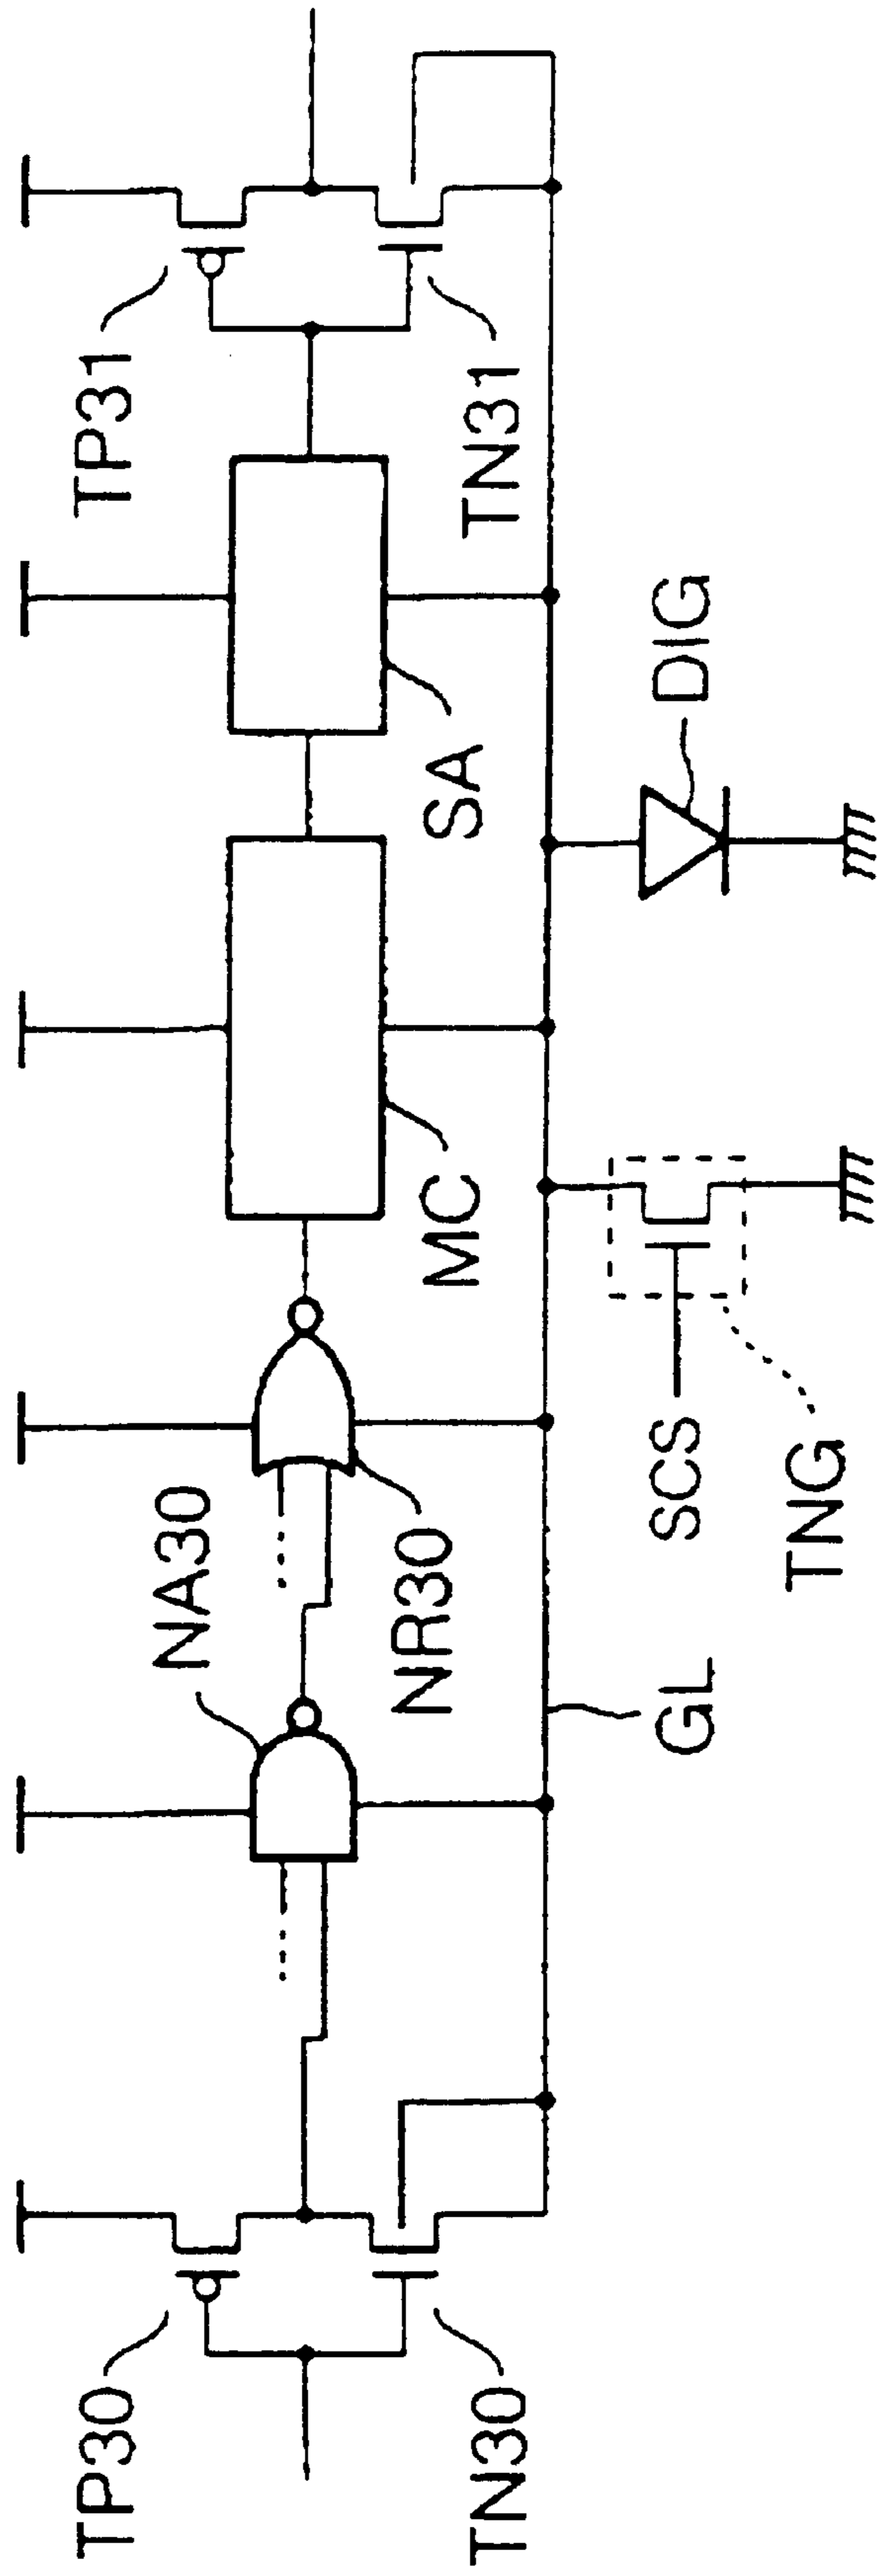 TP30
TN30
NA30
NR30
GL
SCS
TNG
MC
SA
DIG
TP31
TN31